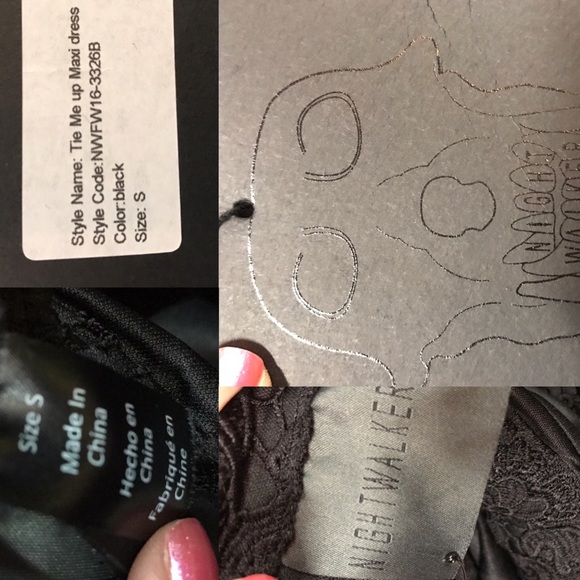 Style Name: Tie Me up Maxi dress
Style Code:NWFW16-3326B
Color:black
Size: S
NIGHT
WALKER
Size S
Made In
China
Hecho en
China
Fabriqué en
Chine
NIGHTWALKER